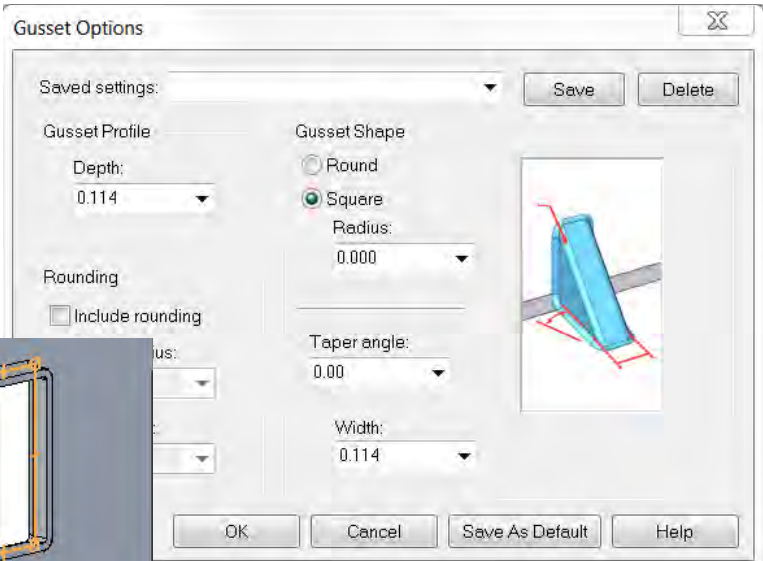 Gusset Options
Saved settings:
Save
Delete
Gusset Profile
Depth:
0.114
Gusset Shape
Round
Square
Radius:
0.000
Rounding
Include rounding
Taper angle:
0.00
Width:
0.114
OK
Cancel
Save As Default
Help